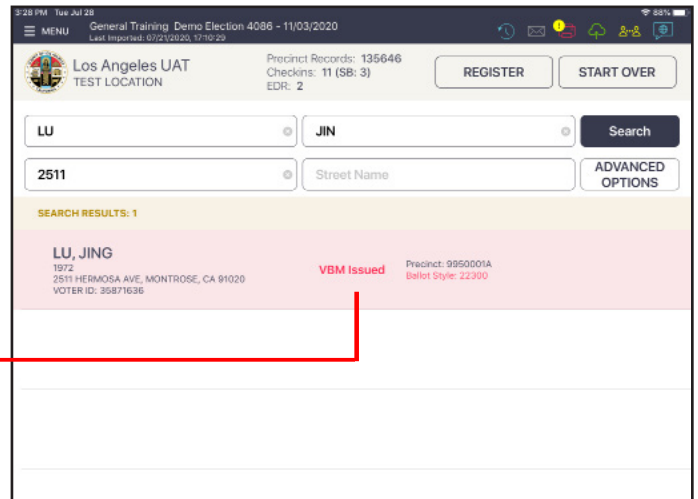 3:28 PM Tue Jul 28
88%
MENU
General Training Demo Election 4086 - 11/03/2020
Last Imported: 07/21/2020, 17:10:29
Los Angeles UAT
TEST LOCATION
Precinct Records: 135646
Checkins: 11 (SB: 3)
EDR: 2
REGISTER
START OVER
LU
JIN
Search
2511
Street Name
ADVANCED
OPTIONS
SEARCH RESULTS: 1
LU, JING
1972
2511 HERMOSA AVE, MONTROSE, CA 91020
VOTER ID: 35871636
VBM Issued
Precinct: 9950001A
Ballot Style: 22300